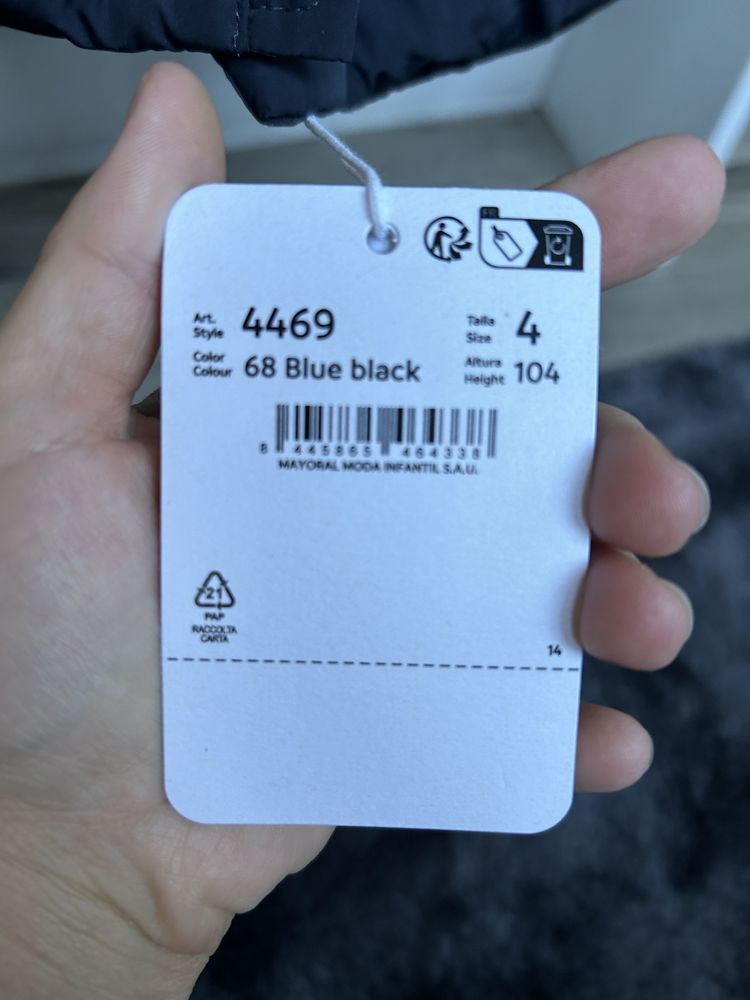 FR
Art. Style 4469 Talla Size 4
Color Colour 68 Blue black Altura Height 104
8 445865 464338
MAYORAL MODA INFANTIL S.A.U.
21
PAP
RACCOLTA
CARTA
14